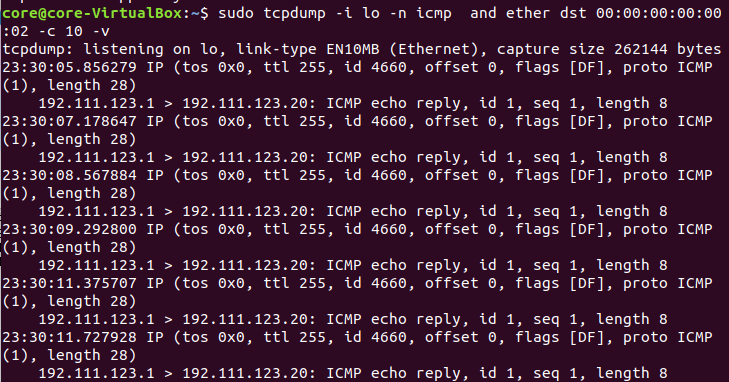 core@core-VirtualBox:~$ sudo tcpdump -i lo -n icmp  and ether dst 00:00:00:00:00
:02 -c 10 -v
tcpdump: listening on lo, link-type EN10MB (Ethernet), capture size 262144 bytes
23:30:05.856279 IP (tos 0x0, ttl 255, id 4660, offset 0, flags [DF], proto ICMP
(1), length 28)
    192.111.123.1 > 192.111.123.20: ICMP echo reply, id 1, seq 1, length 8
23:30:07.178647 IP (tos 0x0, ttl 255, id 4660, offset 0, flags [DF], proto ICMP
(1), length 28)
    192.111.123.1 > 192.111.123.20: ICMP echo reply, id 1, seq 1, length 8
23:30:08.567884 IP (tos 0x0, ttl 255, id 4660, offset 0, flags [DF], proto ICMP
(1), length 28)
    192.111.123.1 > 192.111.123.20: ICMP echo reply, id 1, seq 1, length 8
23:30:09.292800 IP (tos 0x0, ttl 255, id 4660, offset 0, flags [DF], proto ICMP
(1), length 28)
    192.111.123.1 > 192.111.123.20: ICMP echo reply, id 1, seq 1, length 8
23:30:11.375707 IP (tos 0x0, ttl 255, id 4660, offset 0, flags [DF], proto ICMP
(1), length 28)
    192.111.123.1 > 192.111.123.20: ICMP echo reply, id 1, seq 1, length 8
23:30:11.727928 IP (tos 0x0, ttl 255, id 4660, offset 0, flags [DF], proto ICMP
(1), length 28)
    192.111.123.1 > 192.111.123.20: ICMP echo reply, id 1, seq 1, length 8